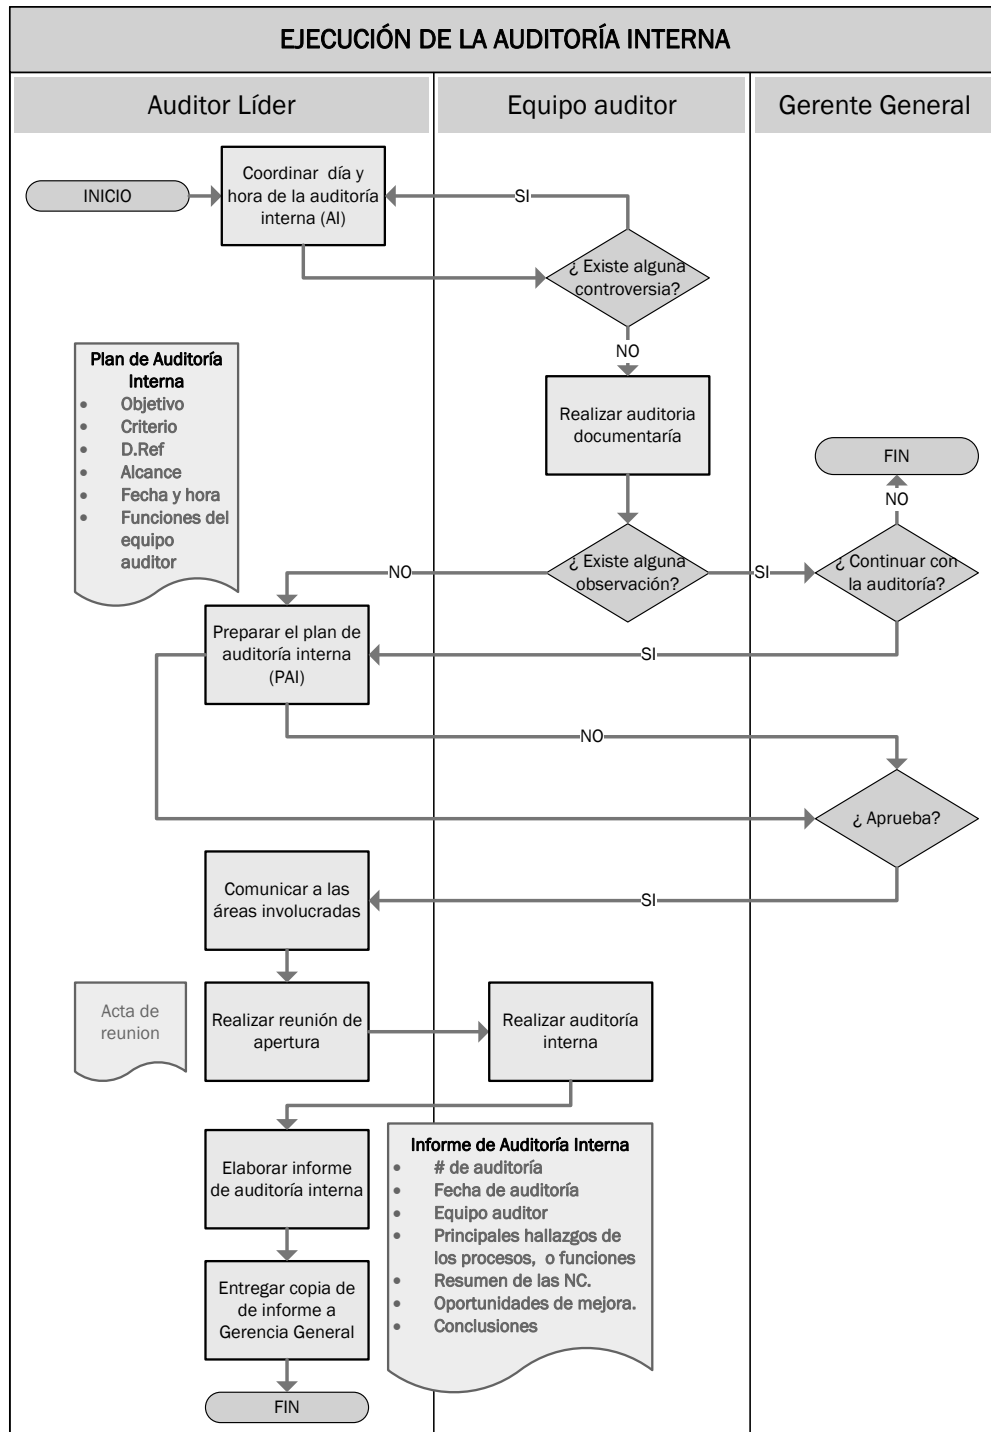 EJECUCIÓN DE LA AUDITORÍA INTERNA
Auditor Líder
Equipo auditor
Gerente General
INICIO
Coordinar día y
hora de la auditoría
interna (AI)
SI
¿ Existe alguna
controversia?
NO
Plan de Auditoría
Interna
• Objetivo
• Criterio
• D.Ref
• Alcance
• Fecha y hora
• Funciones del
equipo
auditor
Realizar auditoria
documentaría
FIN
NO
¿ Existe alguna
observación?
NO
SI
¿ Continuar con
la auditoría?
Preparar el plan de
auditoría interna
(PAI)
SI
NO
¿ Aprueba?
Comunicar a las
áreas involucradas
SI
Acta de
reunion
Realizar reunión de
apertura
Realizar auditoría
interna
Elaborar informe
de auditoría interna
Informe de Auditoría Interna
• # de auditoría
• Fecha de auditoría
• Equipo auditor
• Principales hallazgos de
los procesos, o funciones
• Resumen de las NC.
• Oportunidades de mejora.
• Conclusiones
Entregar copia de
de informe a
Gerencia General
FIN